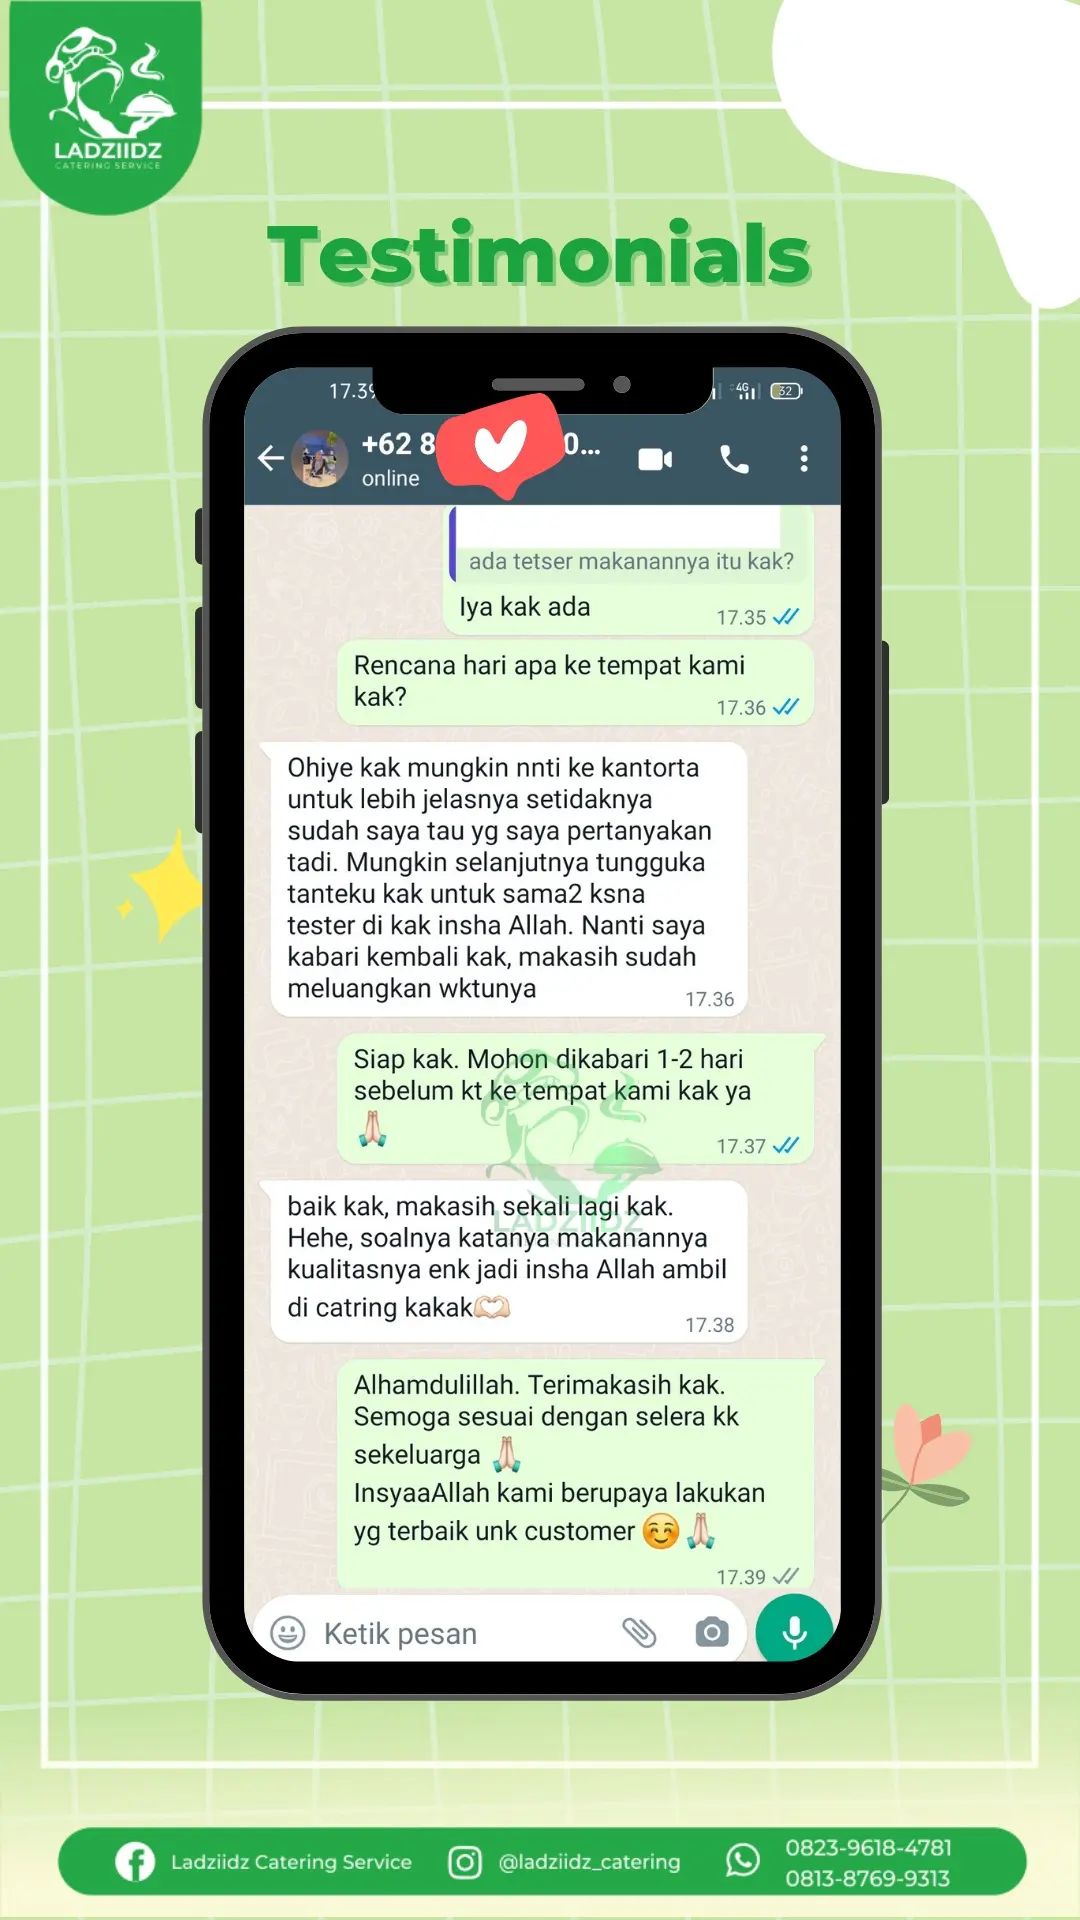 LADZIIDZ
CATERING SERVICE
Testimonials
17.39
4G
32
+62 8
0...
online
ada tetser makanannya itu kak?
Iya kak ada
17.35
Rencana hari apa ke tempat kami
kak?
17.36
Ohiye kak mungkin nnti ke kantorta
untuk lebih jelasnya setidaknya
sudah saya tau yg saya pertanyakan
tadi. Mungkin selanjutnya tungguka
tanteku kak untuk sama2 ksna
tester di kak insha Allah. Nanti saya
kabari kembali kak, makasih sudah
meluangkan wktunya
17.36
Siap kak. Mohon dikabari 1-2 hari
sebelum kt ke tempat kami kak ya
🙏🏻
17.37
LADZIIDZ
baik kak, makasih sekali lagi kak.
Hehe, soalnya katanya makanannya
kualitasnya enk jadi insha Allah ambil
di catring kakak🫶🏻
17.38
Alhamdulillah. Terimakasih kak.
Semoga sesuai dengan selera kk
sekeluarga 🙏🏻
InsyaaAllah kami berupaya lakukan
yg terbaik unk customer ☺️🙏🏻
17.39
Ketik pesan
Ladziidz Catering Service
@ladziidz_catering
0823-9618-4781
0813-8769-9313